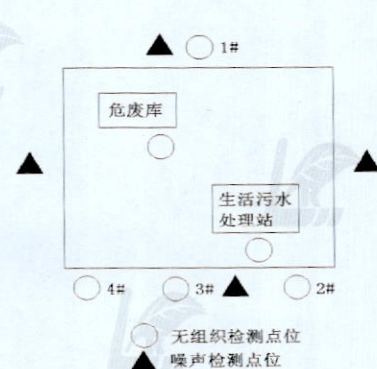 1#
危废库
生活污水
处理站
4#
3#
2#
无组织检测点位
噪声检测点位